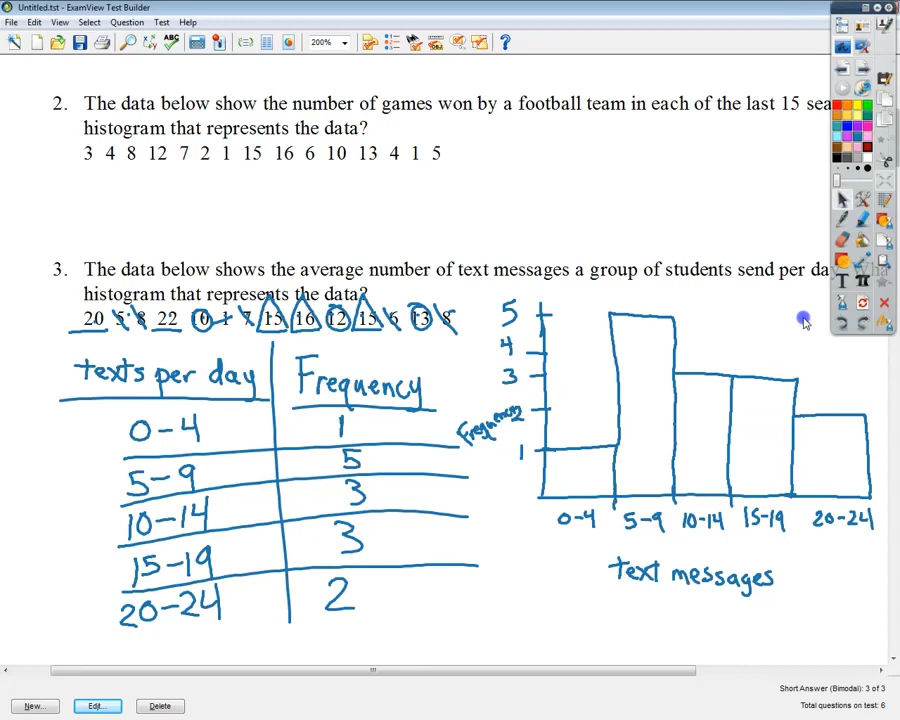 Untitled.tst - ExamView Test Builder
File Edit View Select Question Test Help
ABC 200% OBJ ?
2. The data below show the number of games won by a football team in each of the last 15 sea
histogram that represents the data?
3 4 8 12 7 2 1 15 16 6 10 13 4 1 5
3. The data below shows the average number of text messages a group of students send per day. Wha
histogram that represents the data?
20 5 8 22 10 1 7 15 16 12 15 6 13 8
texts per day Frequency
0-4 1
5-9 5
10-14 3
15-19 3
20-24 2
5
4
3
2
Frequency
1
0-4 5-9 10-14 15-19 20-24
text messages
T π
New... Edit... Delete
Short Answer (Bimodal): 3 of 3
Total questions on test: 6